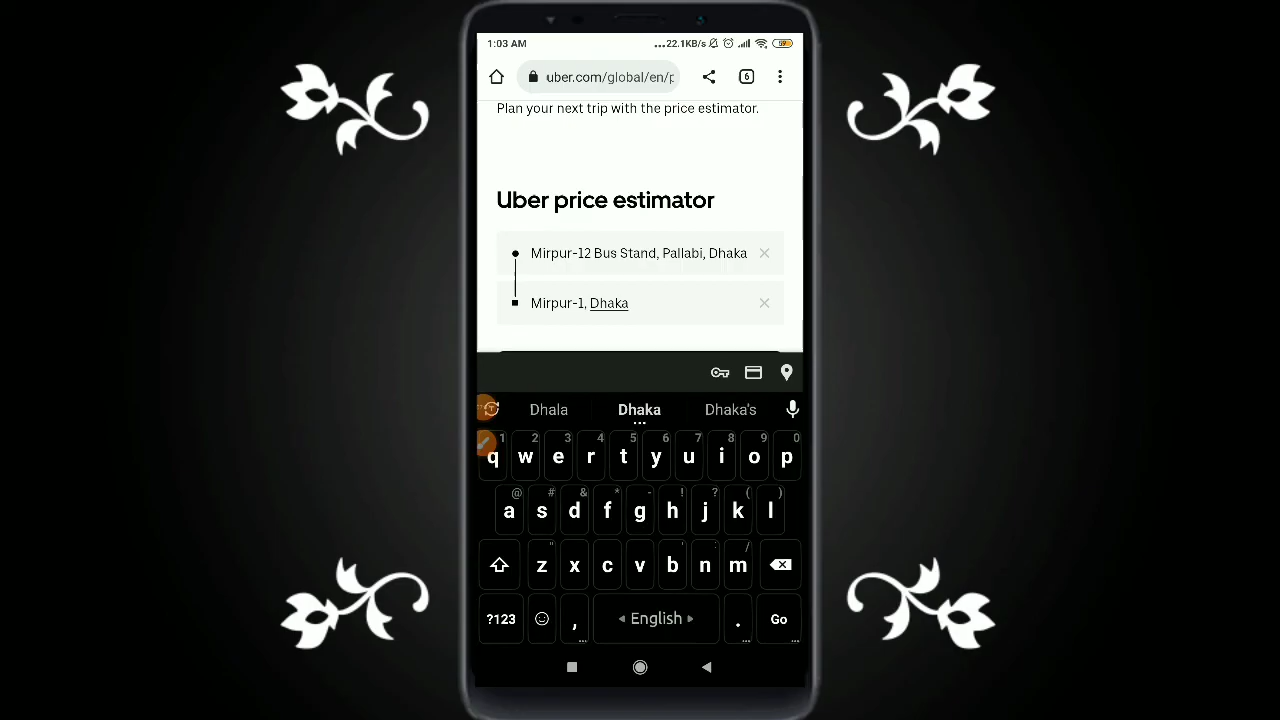 1:03 AM
...22.1KB/s
59
uber.com/global/en/p
6
Plan your next trip with the price estimator.
Uber price estimator
Mirpur-12 Bus Stand, Pallabi, Dhaka
Mirpur-1, Dhaka
Dhala Dhaka Dhaka's
1 2 3 4 5 6 7 8 9 0
q w e r t y u i o p
@ # & * - ! ? ( )
a s d f g h j k l
" ' : /
z x c v b n m
?123 , English . Go